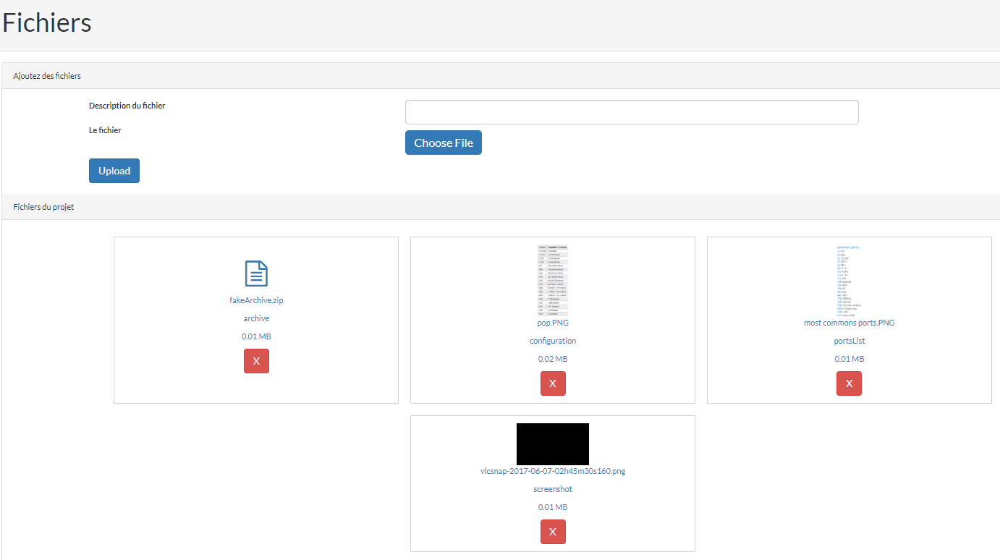 Fichiers
Ajoutez des fichiers
Description du fichier
Le fichier
Choose File
Upload
Fichiers du projet
fakeArchive.zip
archive
0.01 MB
X
pop.PNG
configuration
0.02 MB
X
common ports
most commons ports.PNG
portsList
0.01 MB
X
vlcsnap-2017-06-07-02h45m30s160.png
screenshot
0.01 MB
X